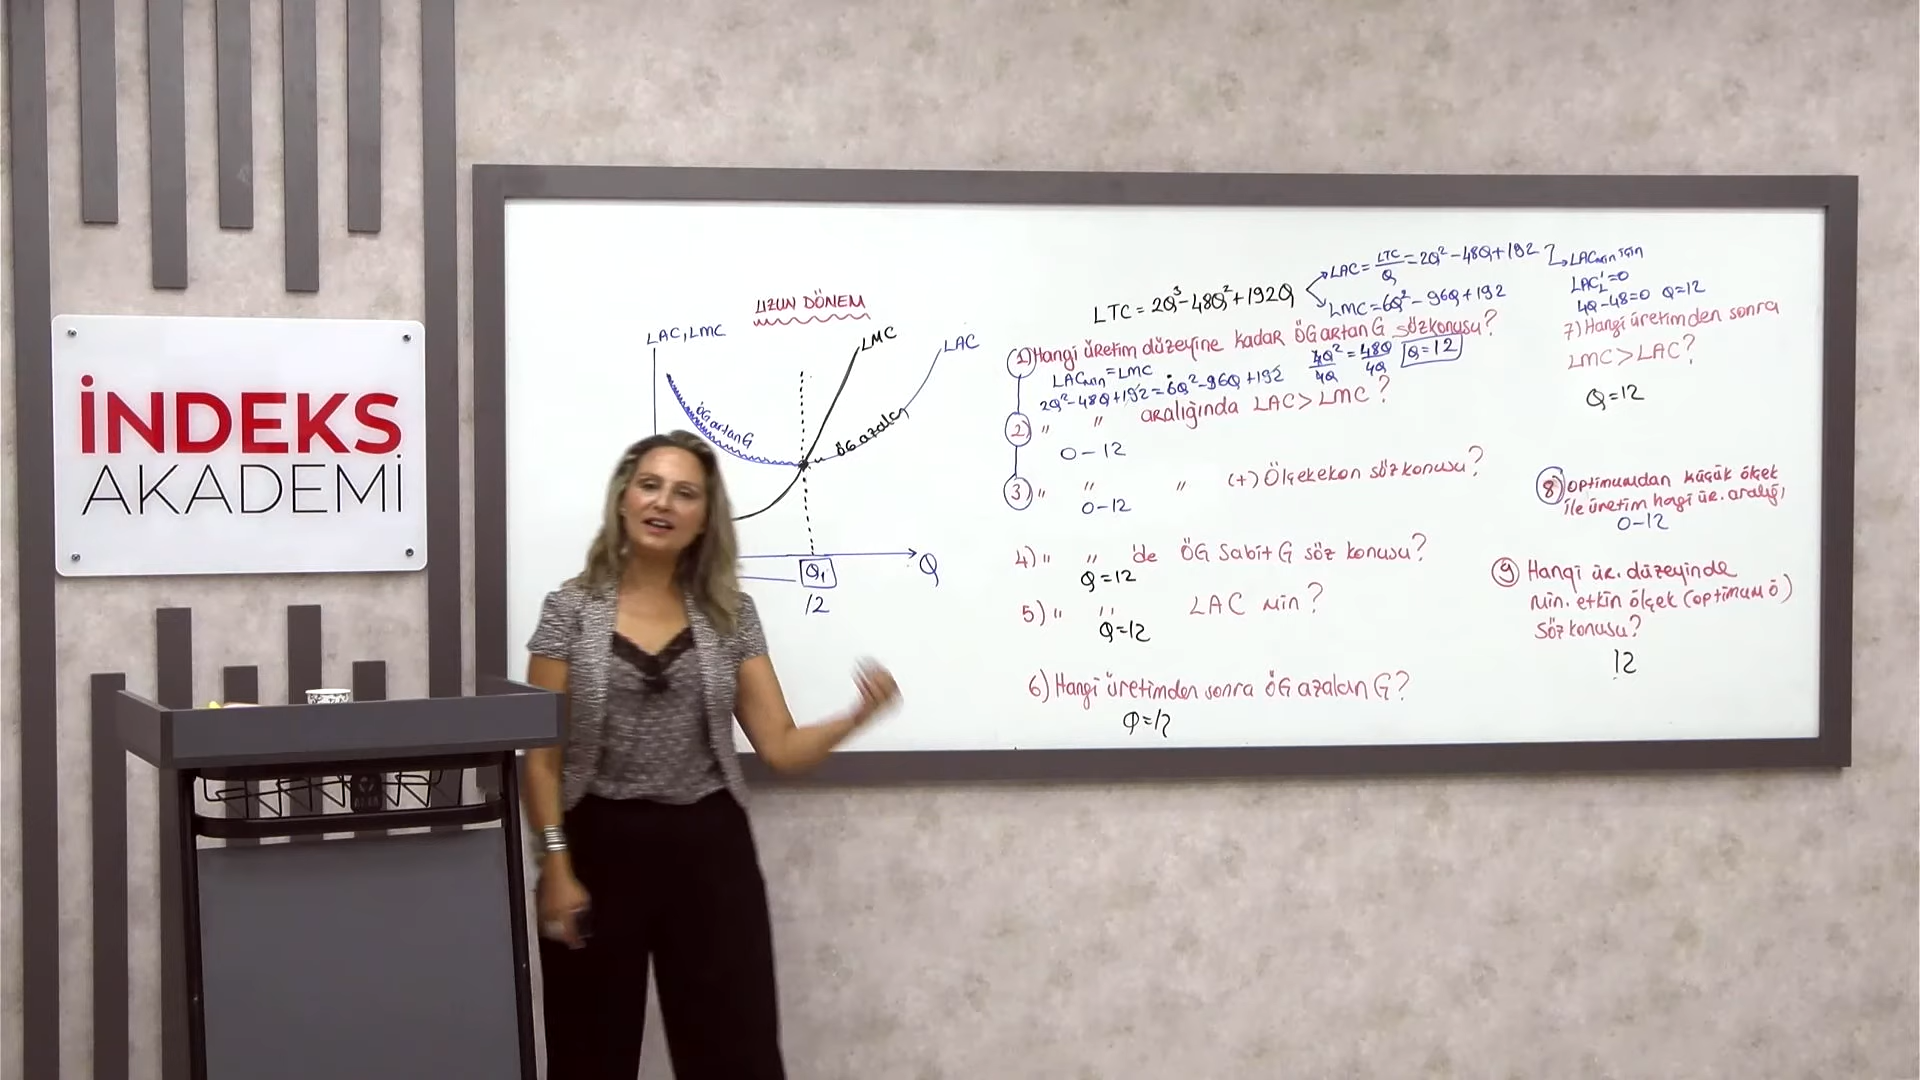 İNDEKS
AKADEMİ
UZUN DÖNEM
LAC, LMC
LMC
LAC
ÖG artan G
ÖG azalan
Q
Q₁
12
LTC = 2Q³-48Q²+192Q
LAC = LTC/Q = 2Q²-48Q+192
LMC = 6Q² - 96Q + 192
LACmin için
LAC'=0
4Q-48=0 Q=12
1) Hangi üretim düzeyine kadar ÖG artan G sözkonusu?
LACmin = LMC
2Q²-48Q+192 = 6Q²-96Q+192
4Q²/4Q = 48Q/4Q Q=12
2) " " aralığında LAC > LMC ?
0-12
3) " " " (+) Ölçekekon sözkonusu?
0-12
4) " " 'de ÖG Sabit G söz konusu?
Q=12
5) " " LAC min ?
Q=12
6) Hangi üretimden sonra ÖG azalan G?
Q=12
7) Hangi üretimden sonra
LMC > LAC ?
Q=12
8) optimumdan küçük ölçek
ile üretim hangi ür. aralığı
0-12
9) Hangi ür. düzeyinde
min. etkin ölçek (optimum ö)
söz konusu?
12